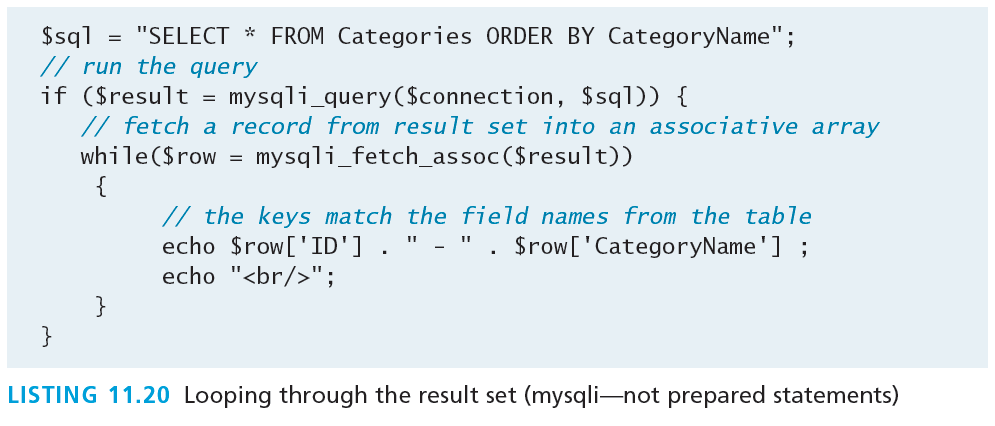 $sql = "SELECT * FROM Categories ORDER BY CategoryName";
// run the query
if ($result = mysqli_query($connection, $sql)) {
// fetch a record from result set into an associative array
while($row = mysqli_fetch_assoc($result))
{
// the keys match the field names from the table
echo $row['ID'] . " - " . $row['CategoryName'] ;
echo "<br/>";
}
}
LISTING 11.20 Looping through the result set (mysqli—not prepared statements)